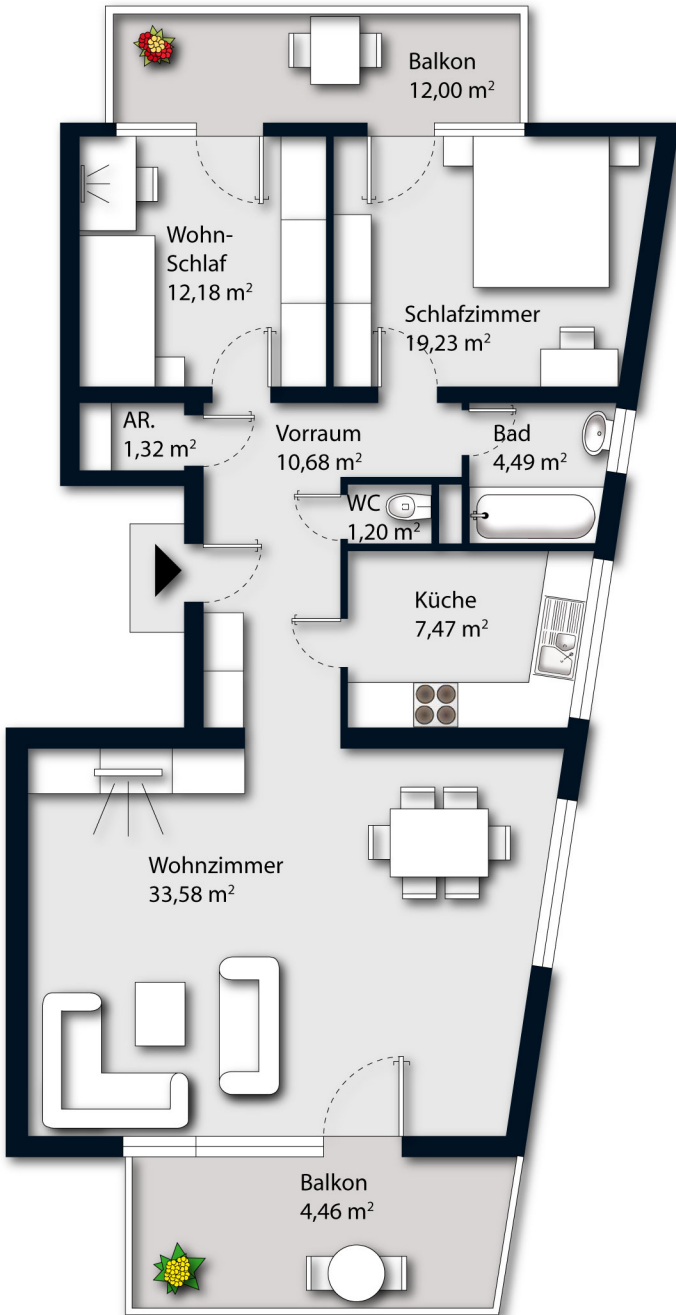 Balkon
12,00 m²
Wohn-
Schlaf
12,18 m²
Schlafzimmer
19,23 m²
AR.
1,32 m²
Vorraum
10,68 m²
Bad
4,49 m²
WC
1,20 m²
Küche
7,47 m²
Wohnzimmer
33,58 m²
Balkon
4,46 m²